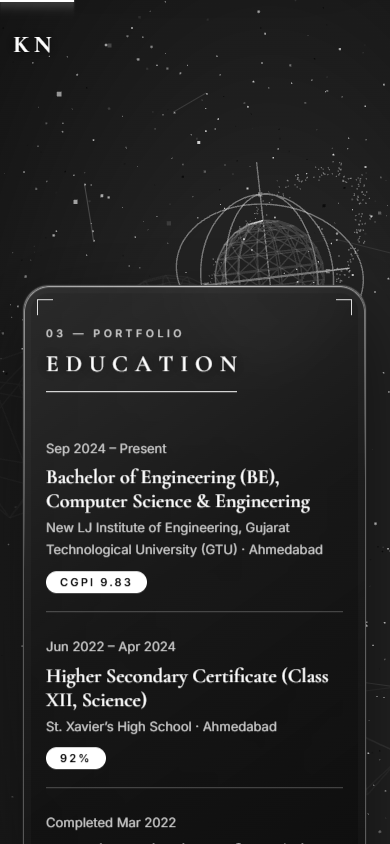 KN
03 — PORTFOLIO
EDUCATION
Sep 2024 – Present
Bachelor of Engineering (BE),
Computer Science & Engineering
New LJ Institute of Engineering, Gujarat
Technological University (GTU) · Ahmedabad
CGPI 9.83
Jun 2022 – Apr 2024
Higher Secondary Certificate (Class
XII, Science)
St. Xavier's High School · Ahmedabad
92%
Completed Mar 2022